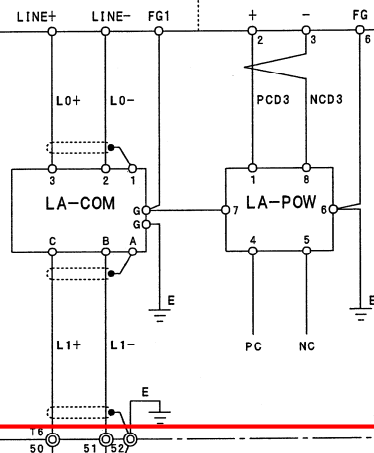 LINE+ LINE- FG1 + - FG
2 3 6
L0+ L0- PCD3 NCD3
3 2 1 1 8
LA-COM G 7 LA-POW 6
G
C B A 4 5
E E
L1+ L1- PC NC
E
T6
50 51 52